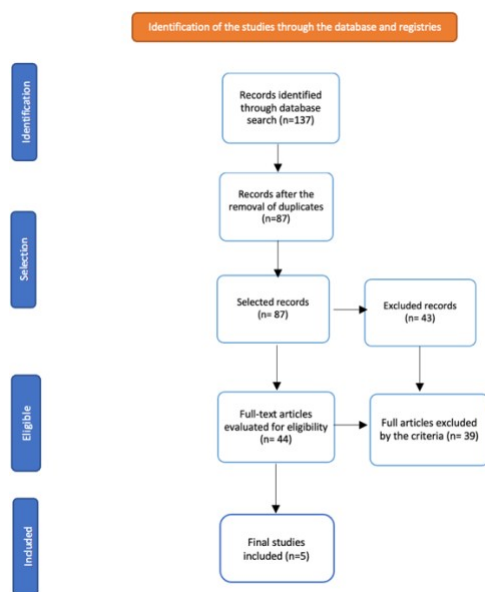 Identification of the studies through the database and registries
Identification
Records identified
through database
search (n=137)
Records after the
removal of duplicates
(n=87)
Selection
Selected records
(n= 87)
Excluded records
(n= 43)
Eligible
Full-text articles
evaluated for eligibility
(n= 44)
Full articles excluded
by the criteria (n= 39)
Included
Final studies
included (n=5)